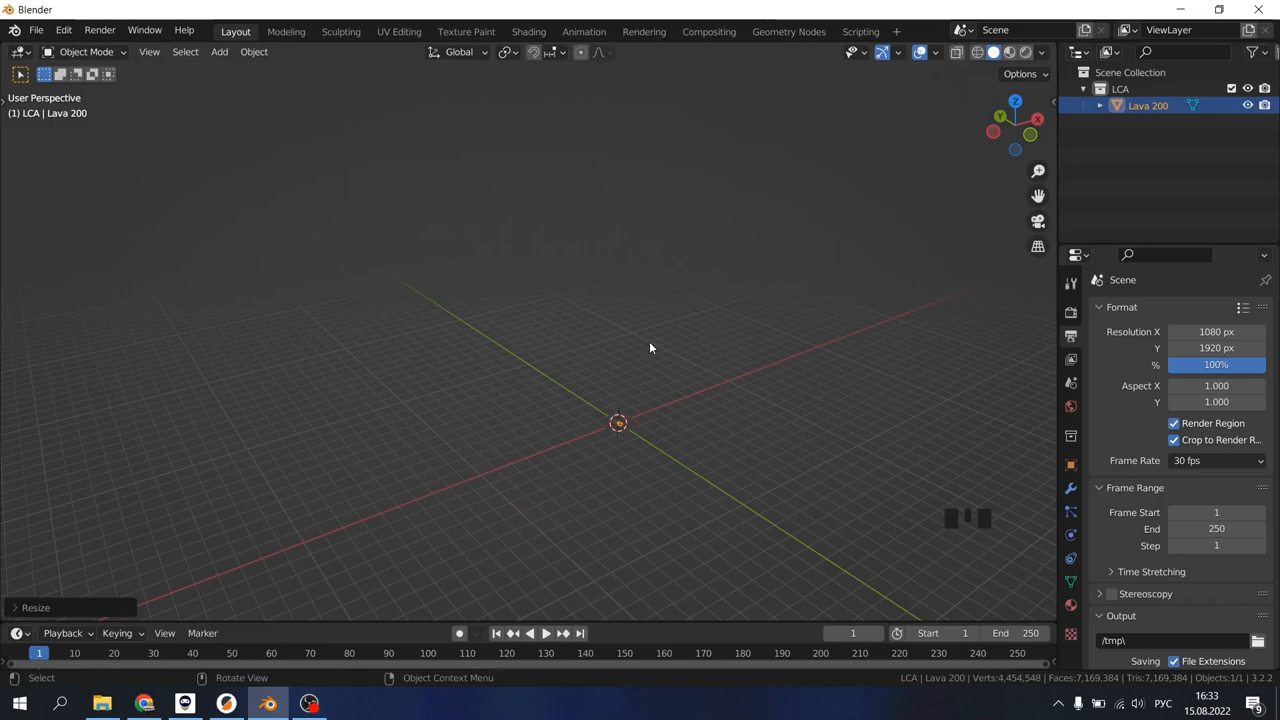 Blender
File Edit Render Window Help Layout Modeling Sculpting UV Editing Texture Paint Shading Animation Rendering Compositing Geometry Nodes Scripting + Scene ViewLayer
Object Mode View Select Add Object Global
Options
User Perspective
(1) LCA | Lava 200
Z
Y
X
Scene Collection
LCA
Lava 200
Scene
Format
Resolution X 1080 px
Y 1920 px
% 100%
Aspect X 1.000
Y 1.000
Render Region
Crop to Render R...
Frame Rate 30 fps
Frame Range
Frame Start 1
End 250
Step 1
Time Stretching
Stereoscopy
Output
/tmp\
Saving File Extensions
Resize
Playback Keying View Marker 1 Start 1 End 250
1 10 20 30 40 50 60 70 80 90 100 110 120 130 140 150 160 170 180 190 200 210 220 230 240 250
Select Rotate View Object Context Menu LCA | Lava 200 | Verts:4,454,548 | Faces:7,169,384 | Tris:7,169,384 | Objects:1/1 | 3.2.2
РУС
16:33
15.08.2022
9